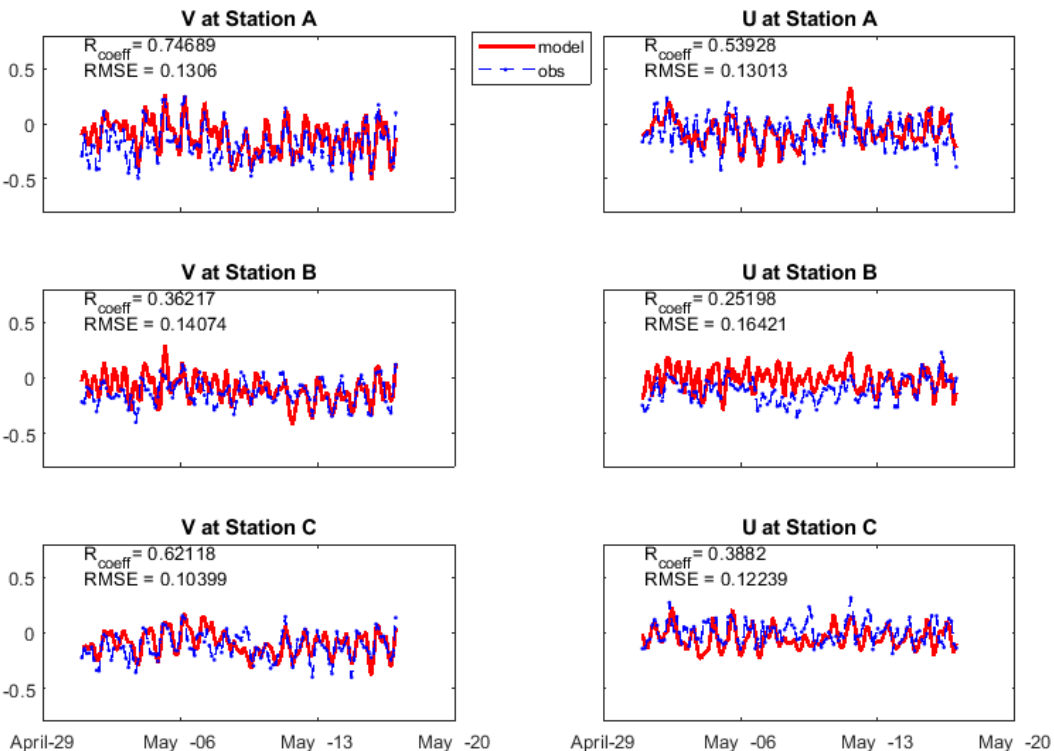 V at Station A
R_coeff= 0.74689
RMSE = 0.1306
0.5
0
-0.5
model
obs
U at Station A
R_coeff= 0.53928
RMSE = 0.13013
V at Station B
R_coeff= 0.36217
RMSE = 0.14074
0.5
0
-0.5
U at Station B
R_coeff= 0.25198
RMSE = 0.16421
V at Station C
R_coeff= 0.62118
RMSE = 0.10399
0.5
0
-0.5
U at Station C
R_coeff= 0.3882
RMSE = 0.12239
April-29 May -06 May -13 May -20
April-29 May -06 May -13 May -20